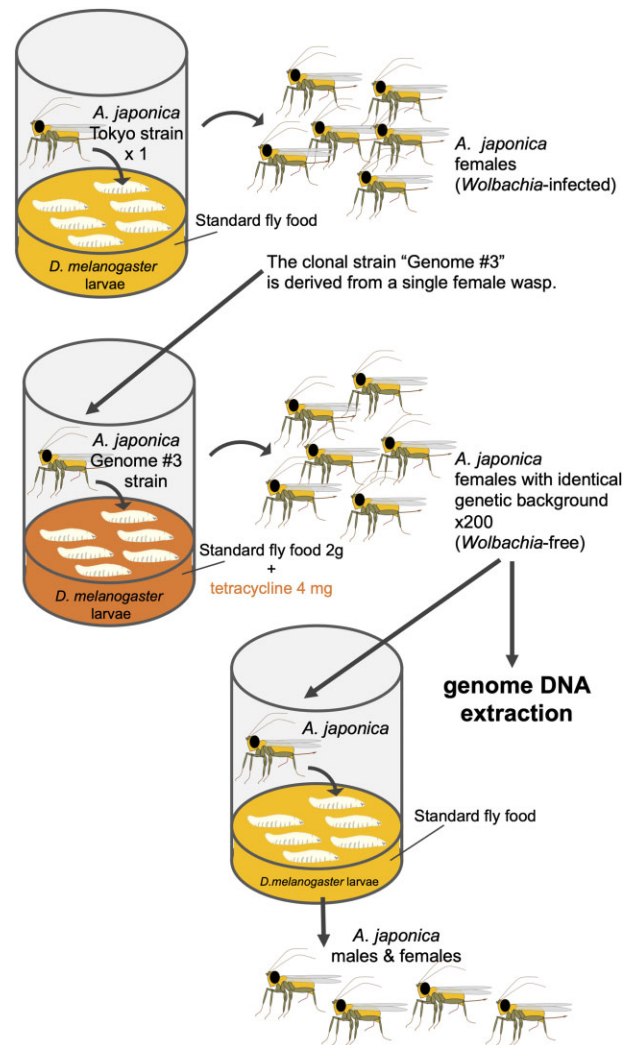 A. japonica
Tokyo strain
x 1
Standard fly food
D. melanogaster
larvae
A. japonica
females
(Wolbachia-infected)
The clonal strain “Genome #3”
is derived from a single female wasp.
A. japonica
Genome #3
strain
Standard fly food 2g
+
tetracycline 4 mg
D. melanogaster
larvae
A. japonica
females with identical
genetic background
x200
(Wolbachia-free)
genome DNA
extraction
A. japonica
Standard fly food
D.melanogaster larvae
A. japonica
males & females